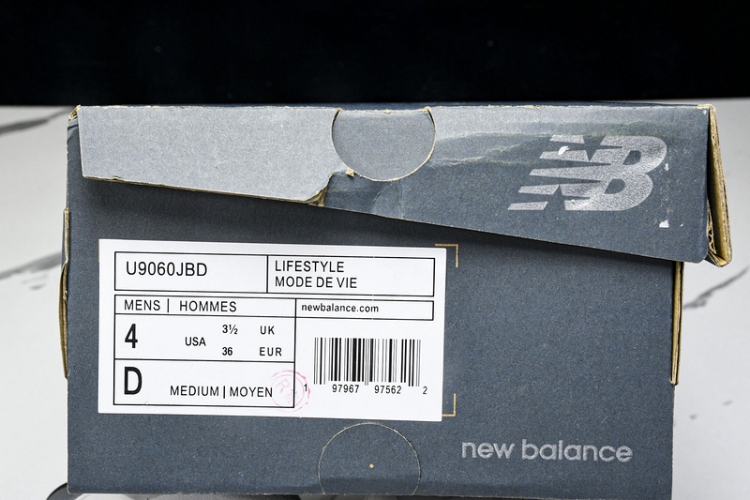 NB
U9060JBD
LIFESTYLE
MODE DE VIE
MENS | HOMMES
newbalance.com
4
USA
3½ UK
36 EUR
D
MEDIUM | MOYEN
1 97967 97562 2
new balance